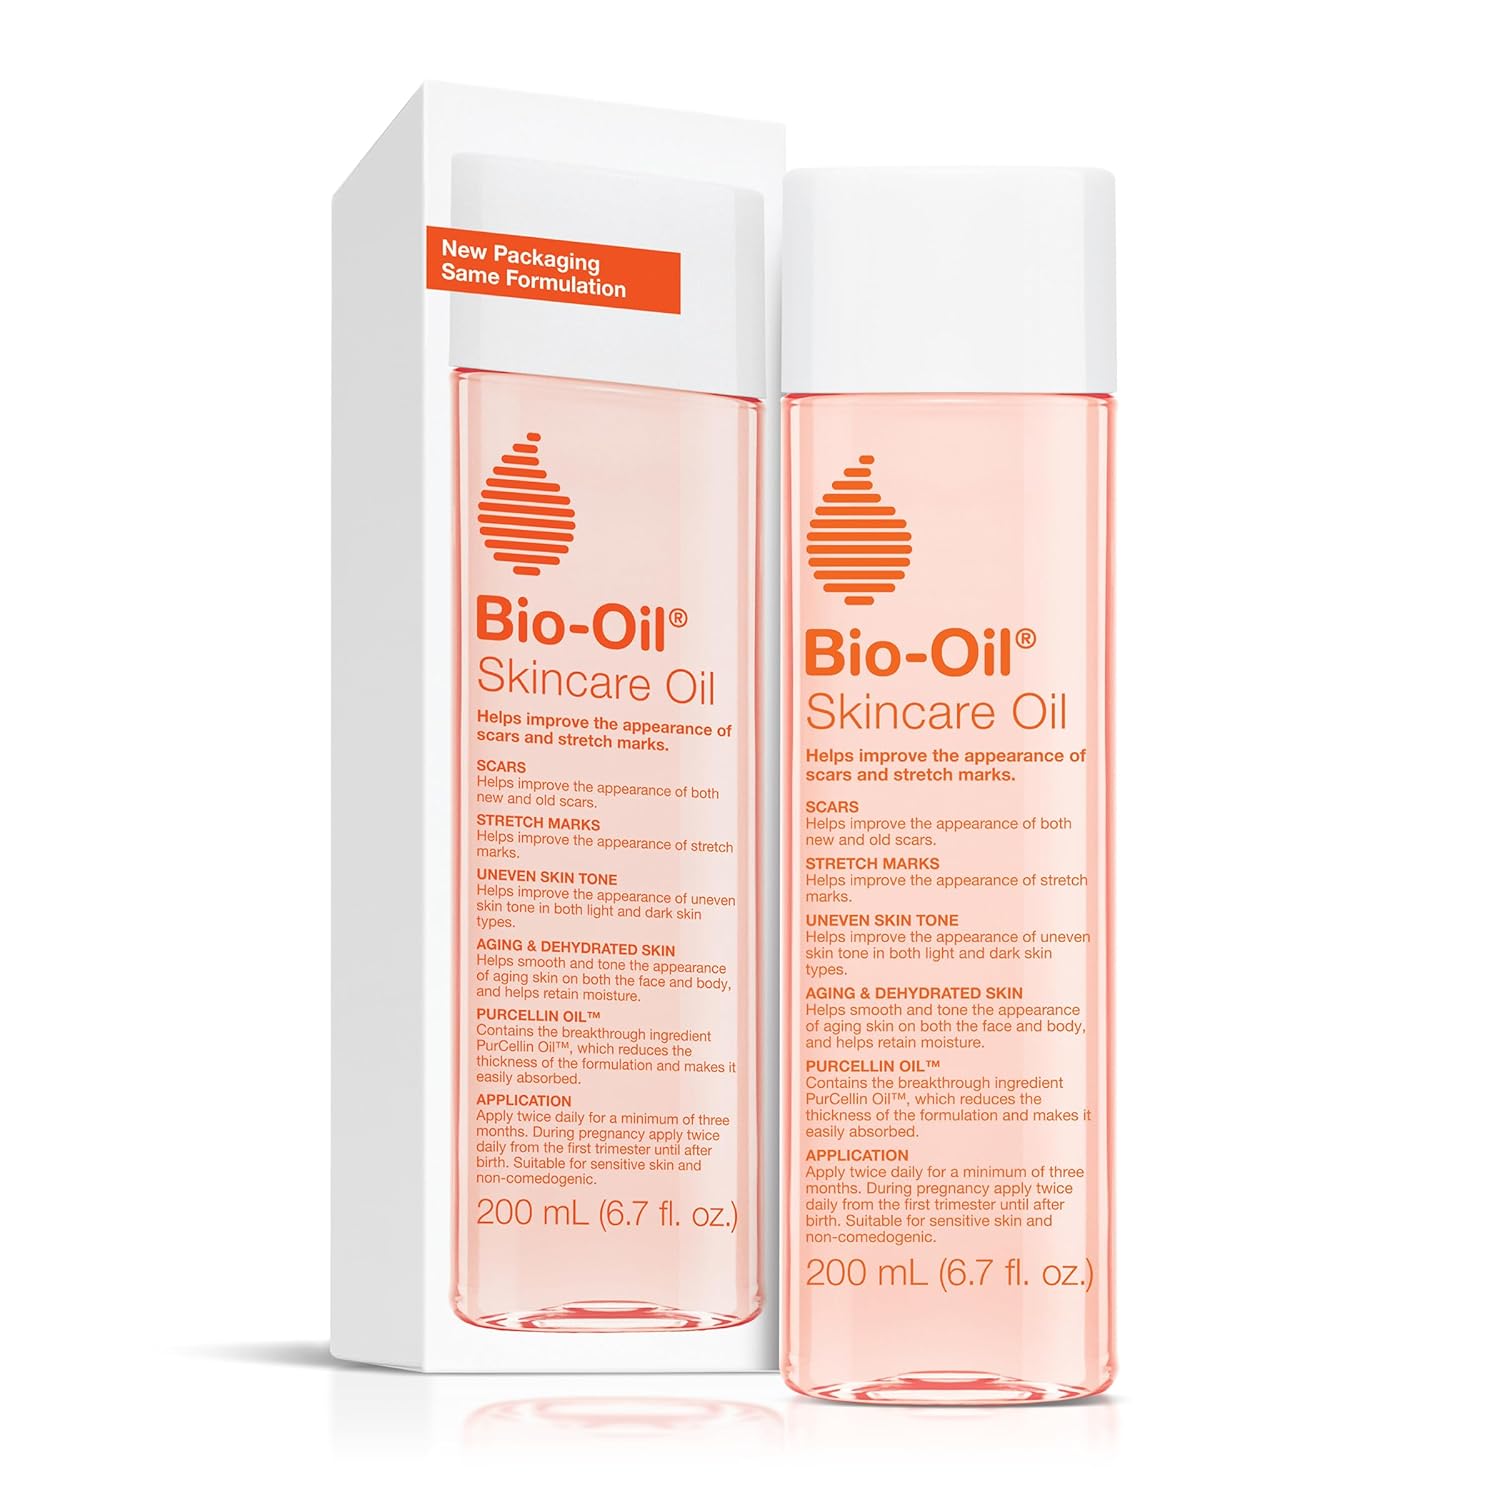 New Packaging
Same Formulation
Bio-Oil®
Skincare Oil
Helps improve the appearance of
scars and stretch marks.
SCARS
Helps improve the appearance of both
new and old scars.
STRETCH MARKS
Helps improve the appearance of stretch
marks.
UNEVEN SKIN TONE
Helps improve the appearance of uneven
skin tone in both light and dark skin
types.
AGING & DEHYDRATED SKIN
Helps smooth and tone the appearance
of aging skin on both the face and body,
and helps retain moisture.
PURCELLIN OIL™
Contains the breakthrough ingredient
PurCellin Oil™, which reduces the
thickness of the formulation and makes it
easily absorbed.
APPLICATION
Apply twice daily for a minimum of three
months. During pregnancy apply twice
daily from the first trimester until after
birth. Suitable for sensitive skin and
non-comedogenic.
200 mL (6.7 fl. oz.)
Bio-Oil®
Skincare Oil
Helps improve the appearance of
scars and stretch marks.
SCARS
Helps improve the appearance of both
new and old scars.
STRETCH MARKS
Helps improve the appearance of stretch
marks.
UNEVEN SKIN TONE
Helps improve the appearance of uneven
skin tone in both light and dark skin
types.
AGING & DEHYDRATED SKIN
Helps smooth and tone the appearance
of aging skin on both the face and body,
and helps retain moisture.
PURCELLIN OIL™
Contains the breakthrough ingredient
PurCellin Oil™, which reduces the
thickness of the formulation and makes it
easily absorbed.
APPLICATION
Apply twice daily for a minimum of three
months. During pregnancy apply twice
daily from the first trimester until after
birth. Suitable for sensitive skin and
non-comedogenic.
200 mL (6.7 fl. oz.)